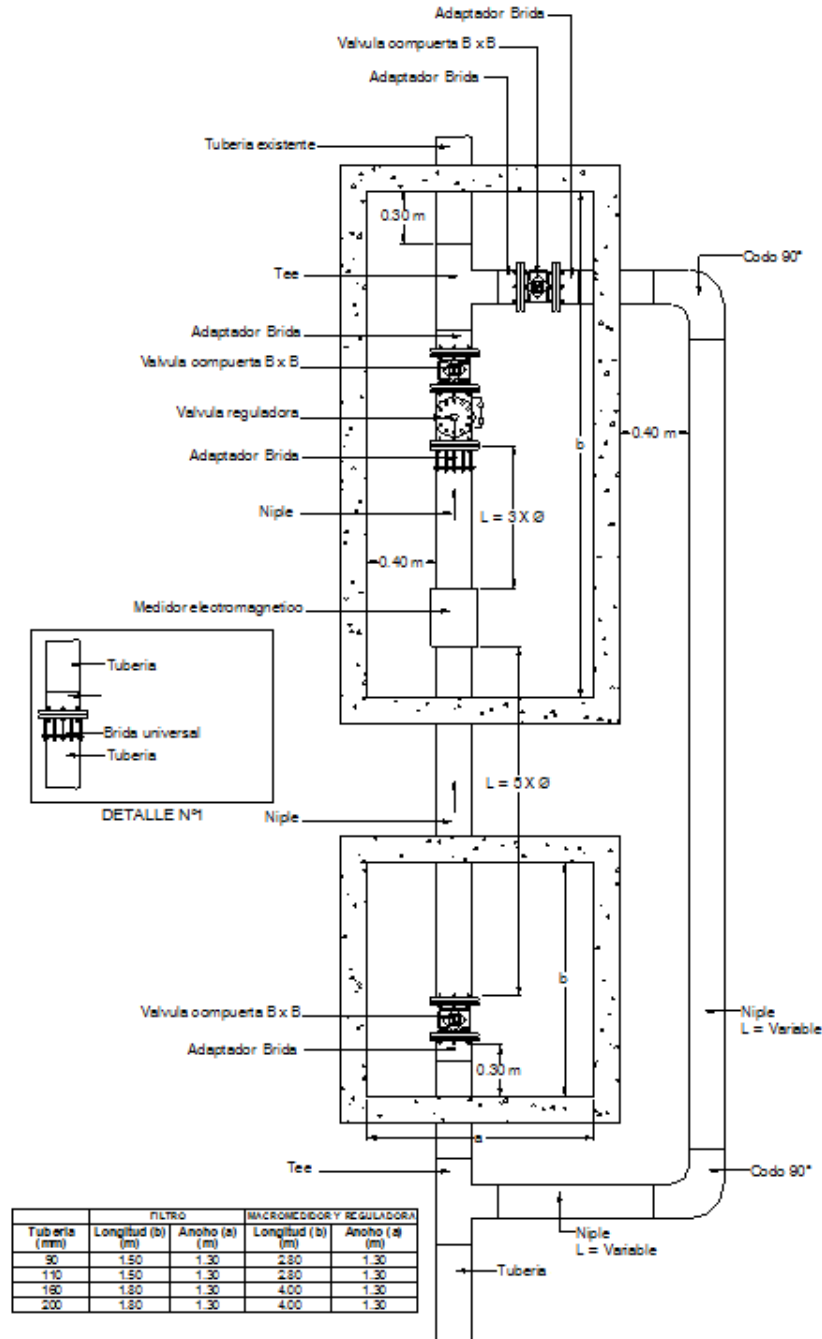 Adaptador Brida
Valvula compuerta B x B
Adaptador Brida
Tuberia existente
0.30 m
Codo 90°
Tee
Adaptador Brida
Valvula compuerta B x B
Valvula reguladora
b
0.40 m
Adaptador Brida
Niple
L = 3 X Ø
0.40 m
Medidor electromagnetico
Tuberia
Brida universal
Tuberia
DETALLE Nº1
L = 5 X Ø
Niple
b
Valvula compuerta B x B
Niple
L = Variable
Adaptador Brida
0.30 m
a
Tee
Codo 90°
Niple
L = Variable
Tuberia
FILTRO MACROMEDIDOR Y REGULADORA
Tuberia (mm) Longitud (b) (m) Ancho (a) (m) Longitud (b) (m) Ancho (a) (m)
90 1.50 1.30 2.80 1.30
110 1.50 1.30 2.80 1.30
160 1.80 1.30 4.00 1.30
200 1.80 1.30 4.00 1.30